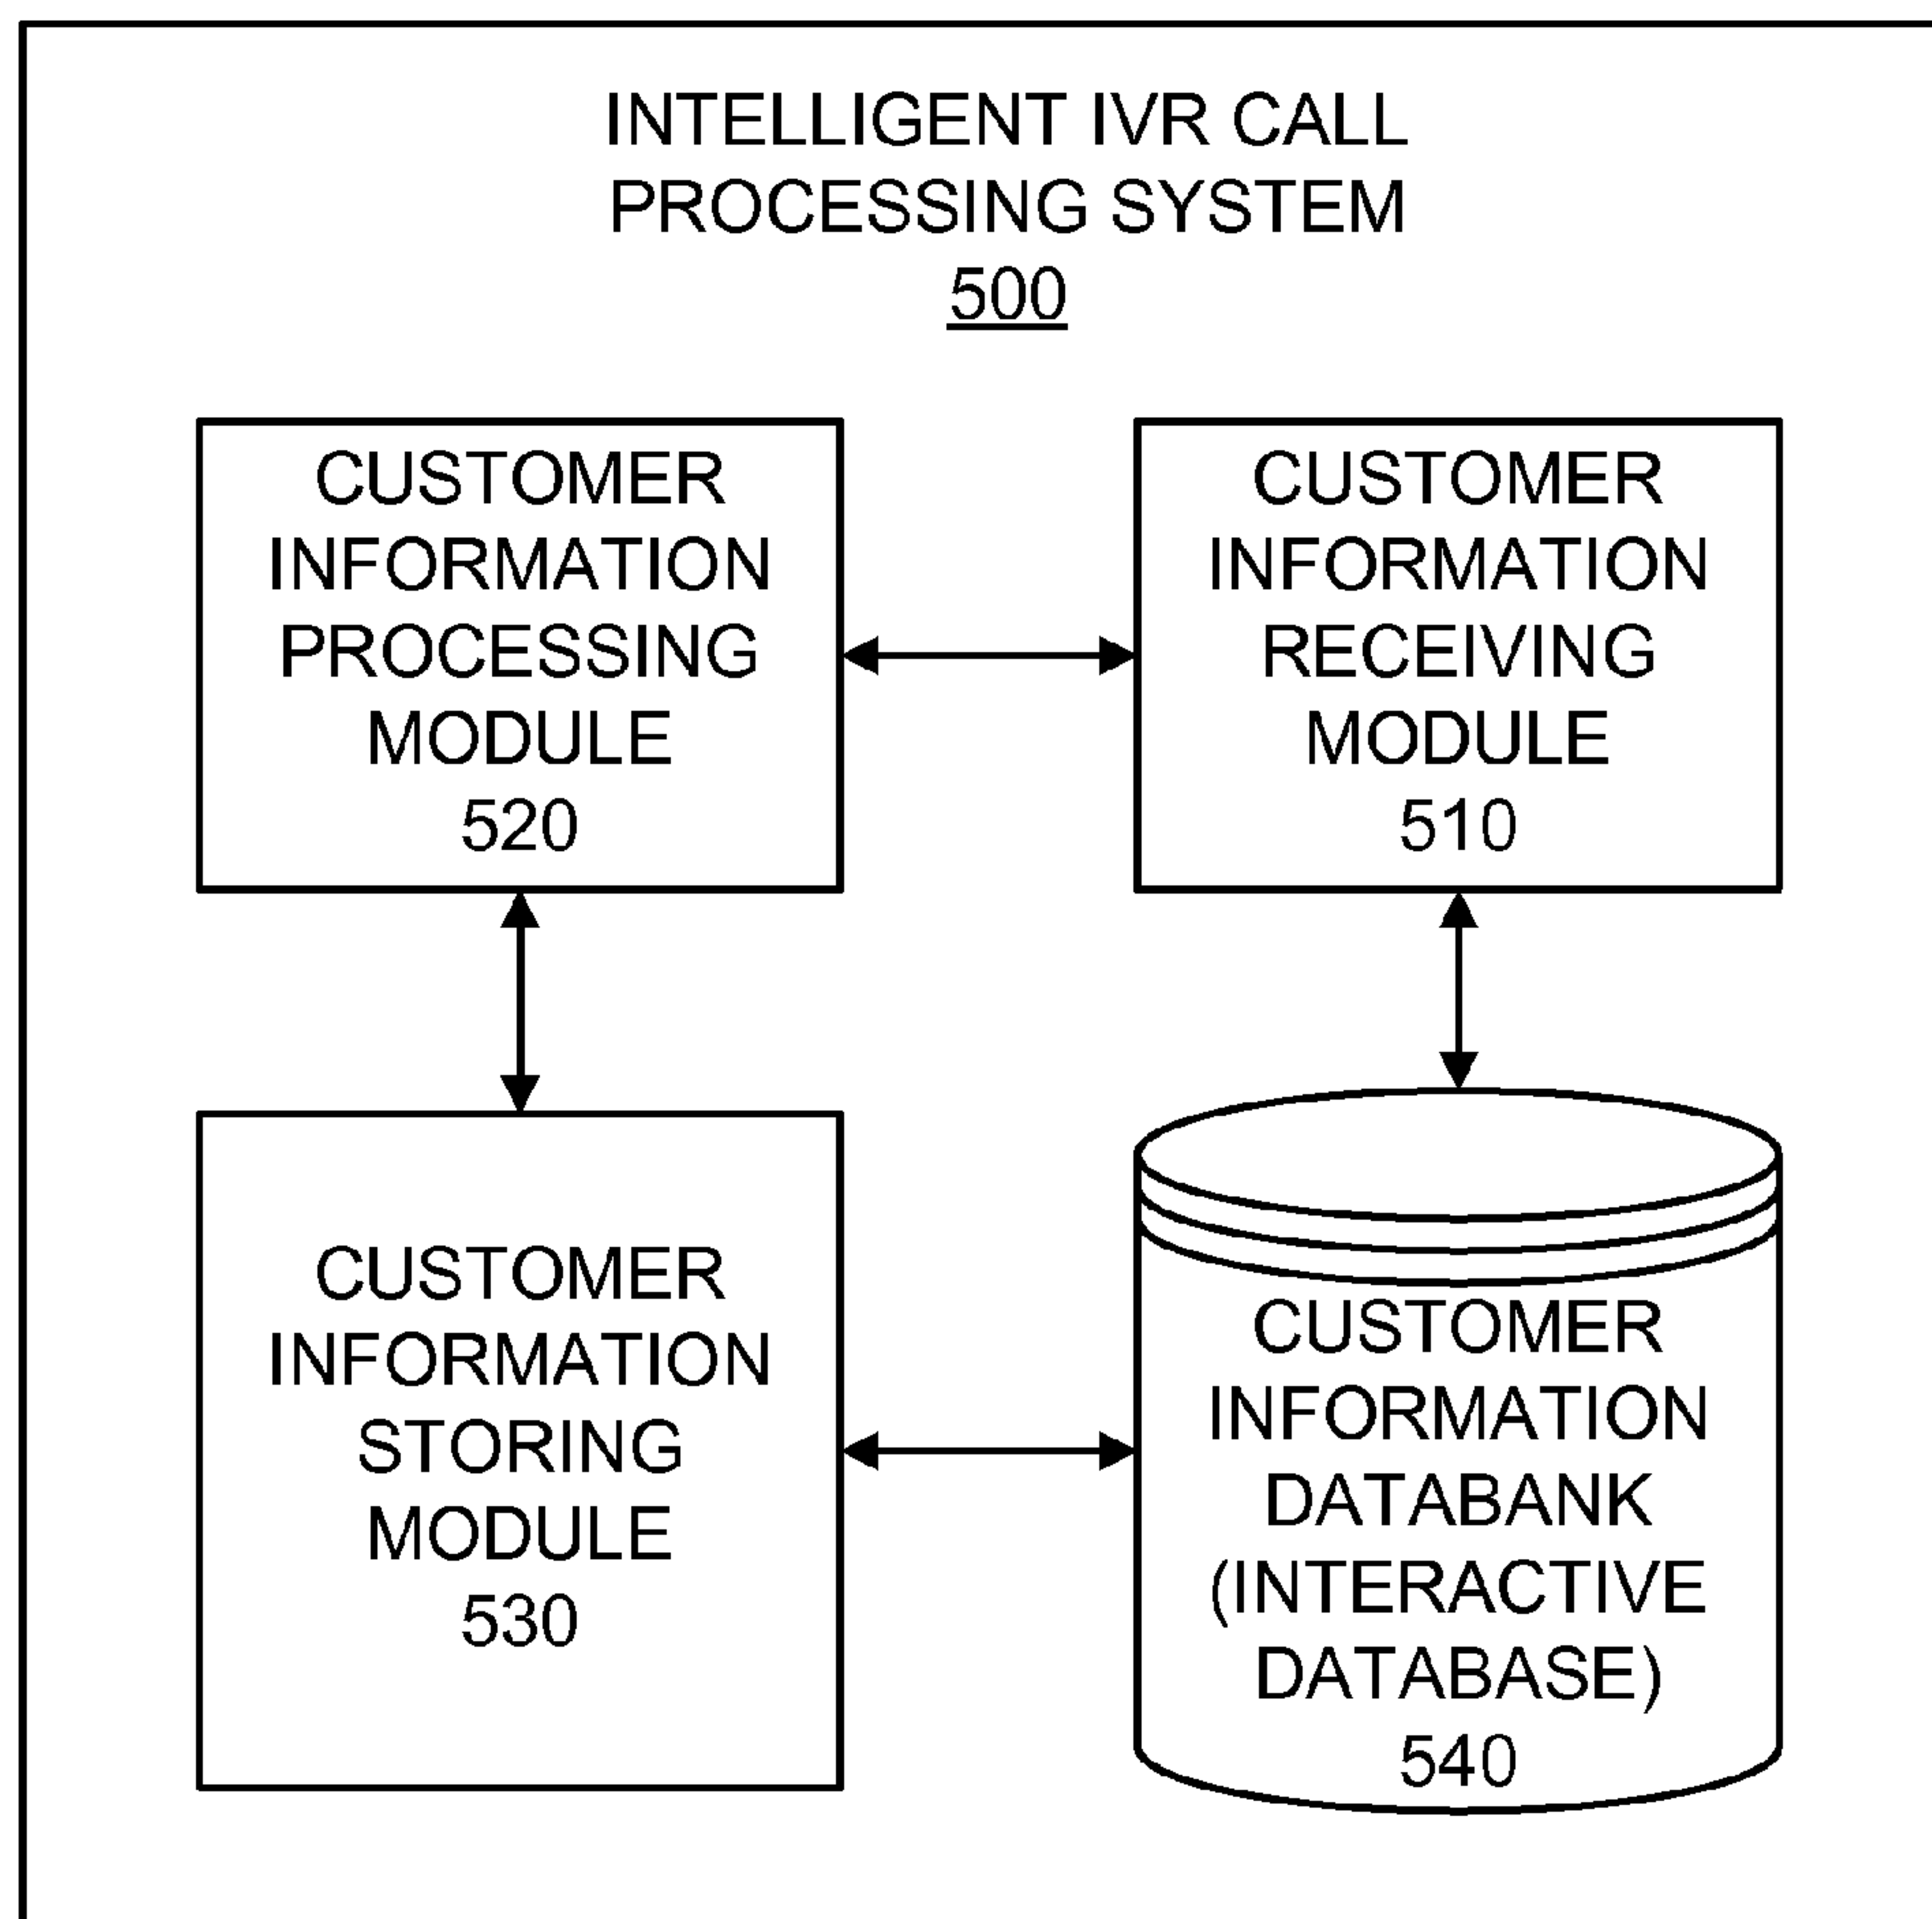 INTELLIGENT IVR CALL
PROCESSING SYSTEM
500
CUSTOMER
INFORMATION
PROCESSING
MODULE
520
CUSTOMER
INFORMATION
RECEIVING
MODULE
510
CUSTOMER
INFORMATION
STORING
MODULE
530
CUSTOMER
INFORMATION
DATABANK
(INTERACTIVE
DATABASE)
540